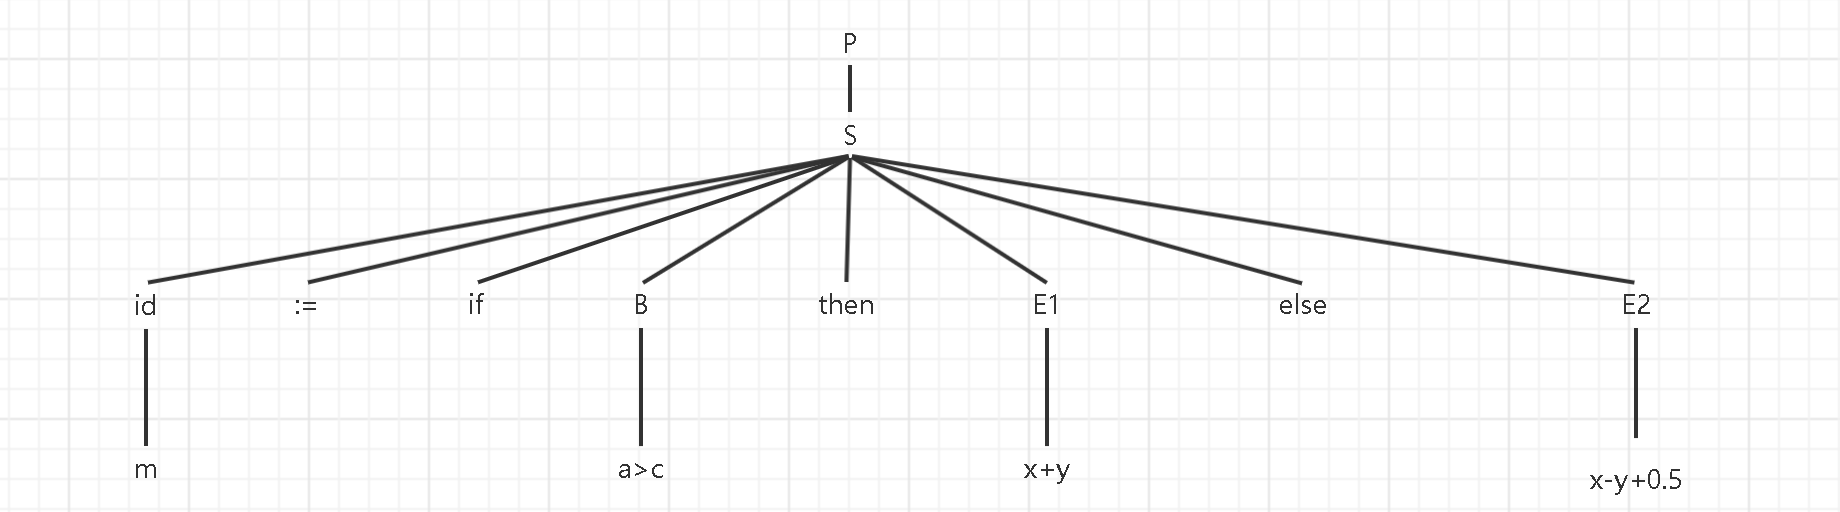 P
S
id := if B then E1 else E2
m a>c x+y x-y+0.5